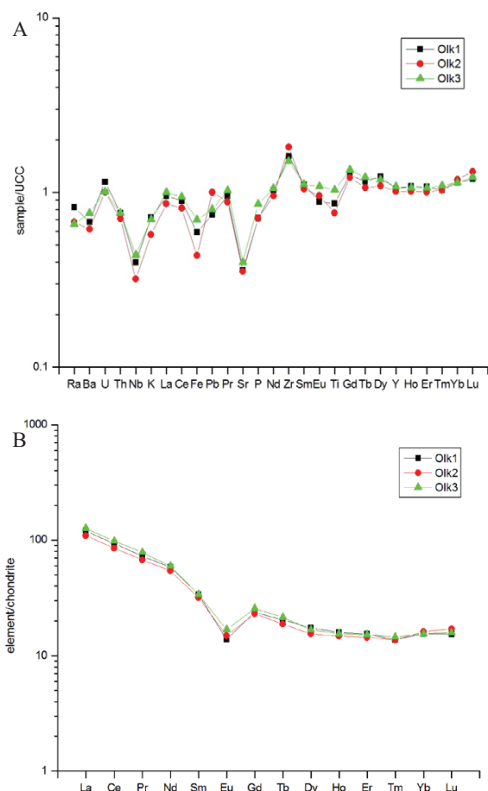 A
10
Olk1
Olk2
Olk3
sample/UCC
1
0.1
Ra Ba U Th Nb K La Ce Fe Pb Pr Sr P Nd Zr Sm Eu Ti Gd Tb Dy Y Ho Er Tm Yb Lu
B
1000
Olk1
Olk2
Olk3
element/chondrite
100
10
1
La Ce Pr Nd Sm Eu Gd Tb Dy Ho Er Tm Yb Lu